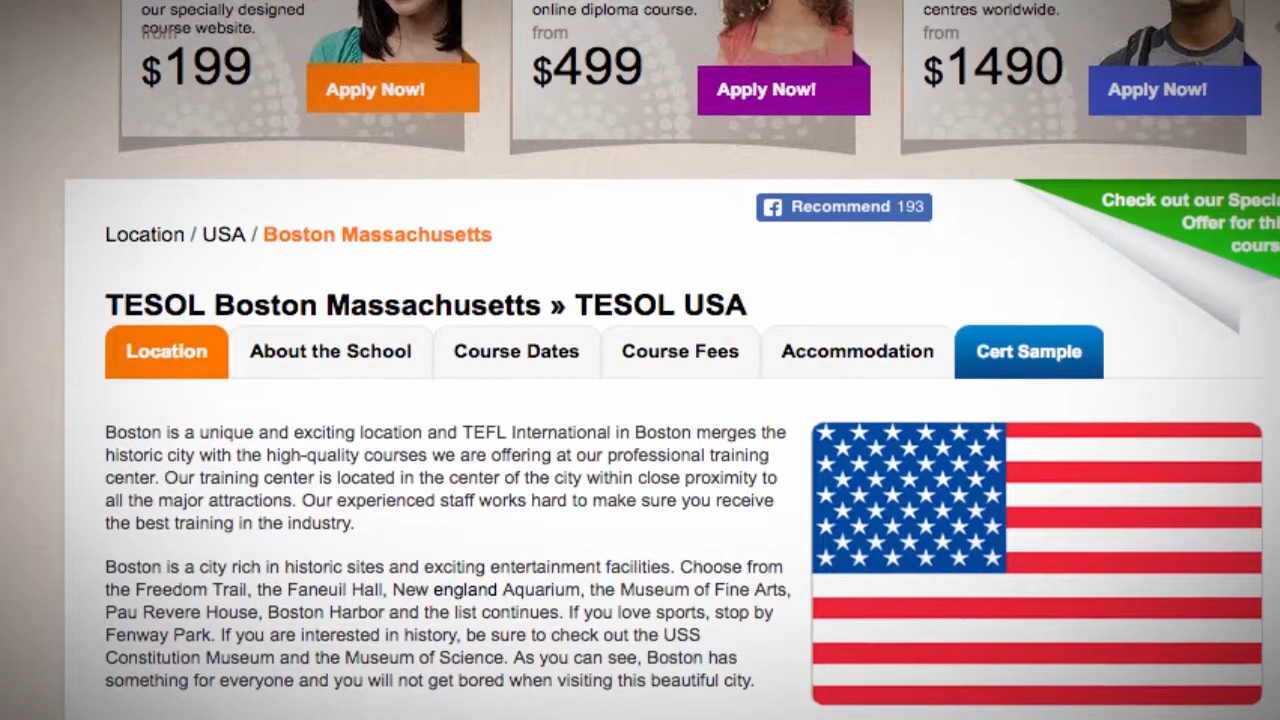 our specially designed
course website.
from
$199
Apply Now!
online diploma course.
from
$499
Apply Now!
centres worldwide.
from
$1490
Apply Now!
Recommend 193
Check out our Specia
Offer for thi
cours
Location / USA / Boston Massachusetts
TESOL Boston Massachusetts » TESOL USA
Location About the School Course Dates Course Fees Accommodation Cert Sample
Boston is a unique and exciting location and TEFL International in Boston merges the
historic city with the high-quality courses we are offering at our professional training
center. Our training center is located in the center of the city within close proximity to
all the major attractions. Our experienced staff works hard to make sure you receive
the best training in the industry.
Boston is a city rich in historic sites and exciting entertainment facilities. Choose from
the Freedom Trail, the Faneuil Hall, New england Aquarium, the Museum of Fine Arts,
Pau Revere House, Boston Harbor and the list continues. If you love sports, stop by
Fenway Park. If you are interested in history, be sure to check out the USS
Constitution Museum and the Museum of Science. As you can see, Boston has
something for everyone and you will not get bored when visiting this beautiful city.